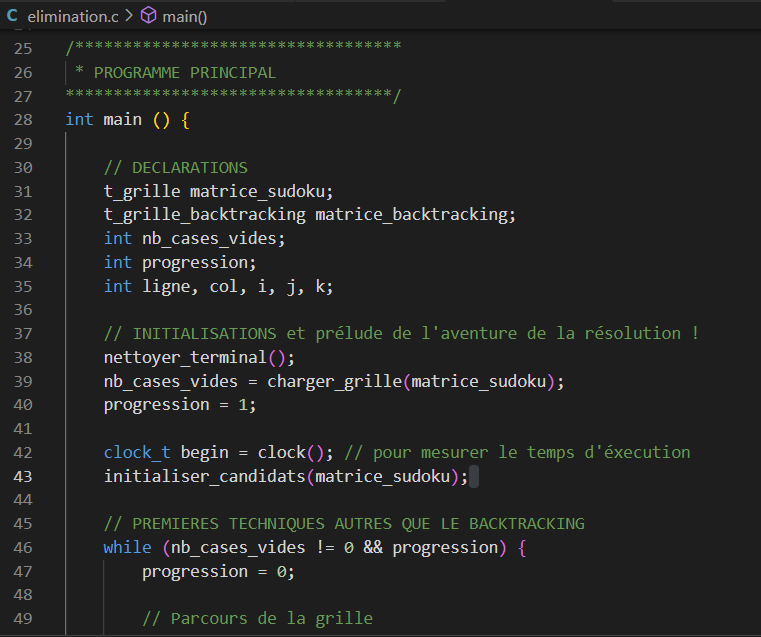 C elimination.c > main()
25 /**********************************
26 * PROGRAMME PRINCIPAL
27 **********************************/
28 int main () {
29
30 // DECLARATIONS
31 t_grille matrice_sudoku;
32 t_grille_backtracking matrice_backtracking;
33 int nb_cases_vides;
34 int progression;
35 int ligne, col, i, j, k;
36
37 // INITIALISATIONS et prélude de l'aventure de la résolution !
38 nettoyer_terminal();
39 nb_cases_vides = charger_grille(matrice_sudoku);
40 progression = 1;
41
42 clock_t begin = clock(); // pour mesurer le temps d'éxecution
43 initialiser_candidats(matrice_sudoku);
44
45 // PREMIERES TECHNIQUES AUTRES QUE LE BACKTRACKING
46 while (nb_cases_vides != 0 && progression) {
47 progression = 0;
48
49 // Parcours de la grille